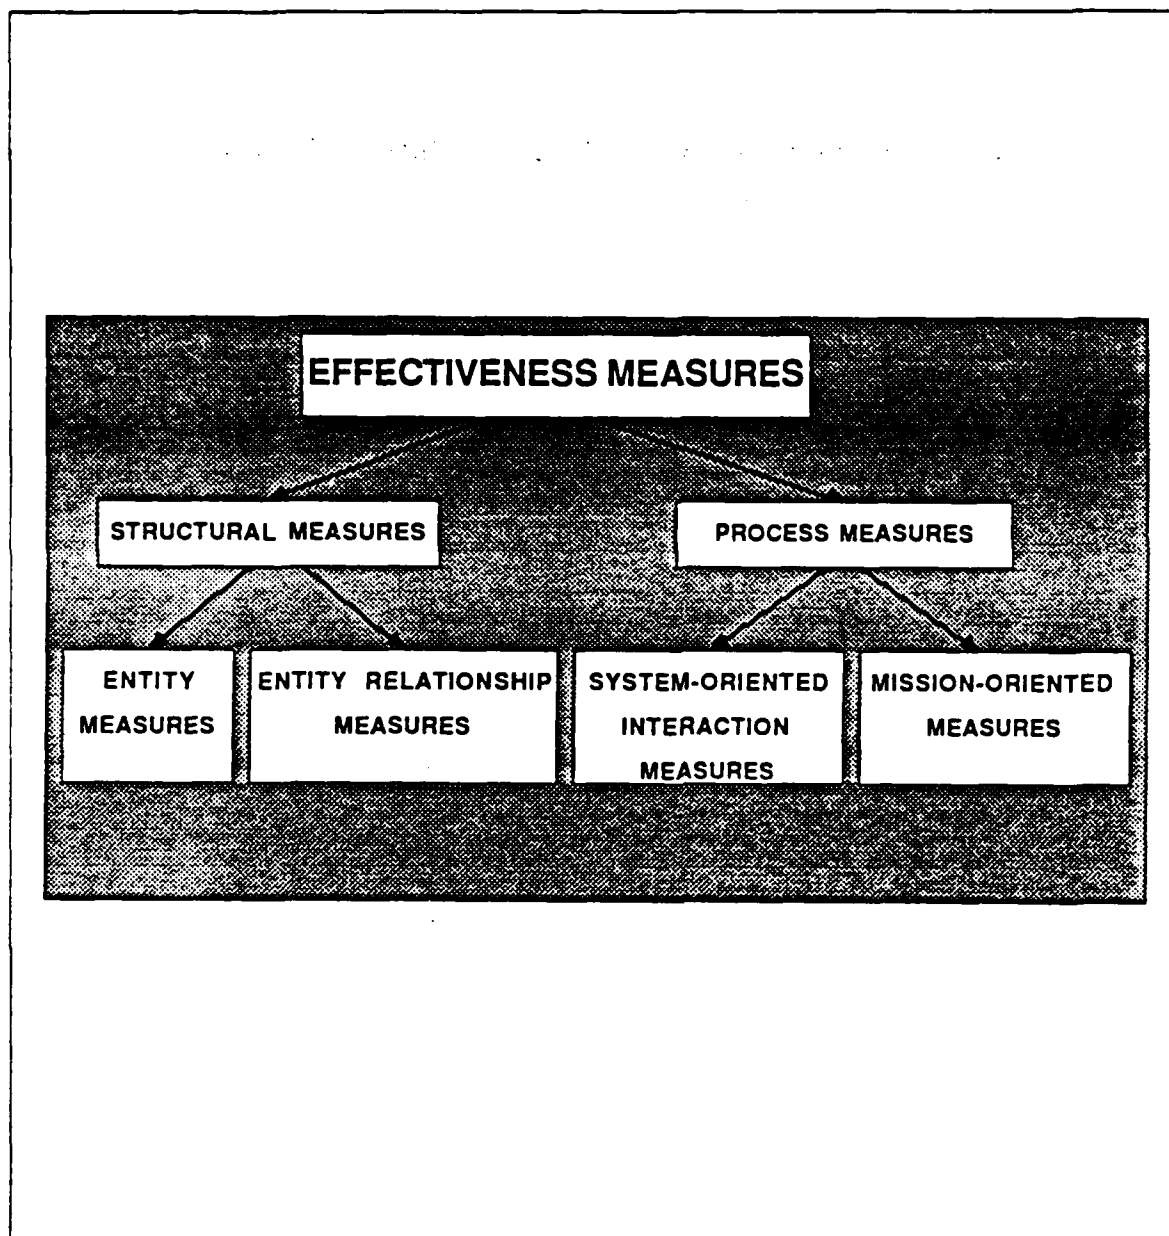 EFFECTIVENESS MEASURES
STRUCTURAL MEASURES
PROCESS MEASURES
ENTITY
MEASURES
ENTITY RELATIONSHIP
MEASURES
SYSTEM-ORIENTED
INTERACTION
MEASURES
MISSION-ORIENTED
MEASURES